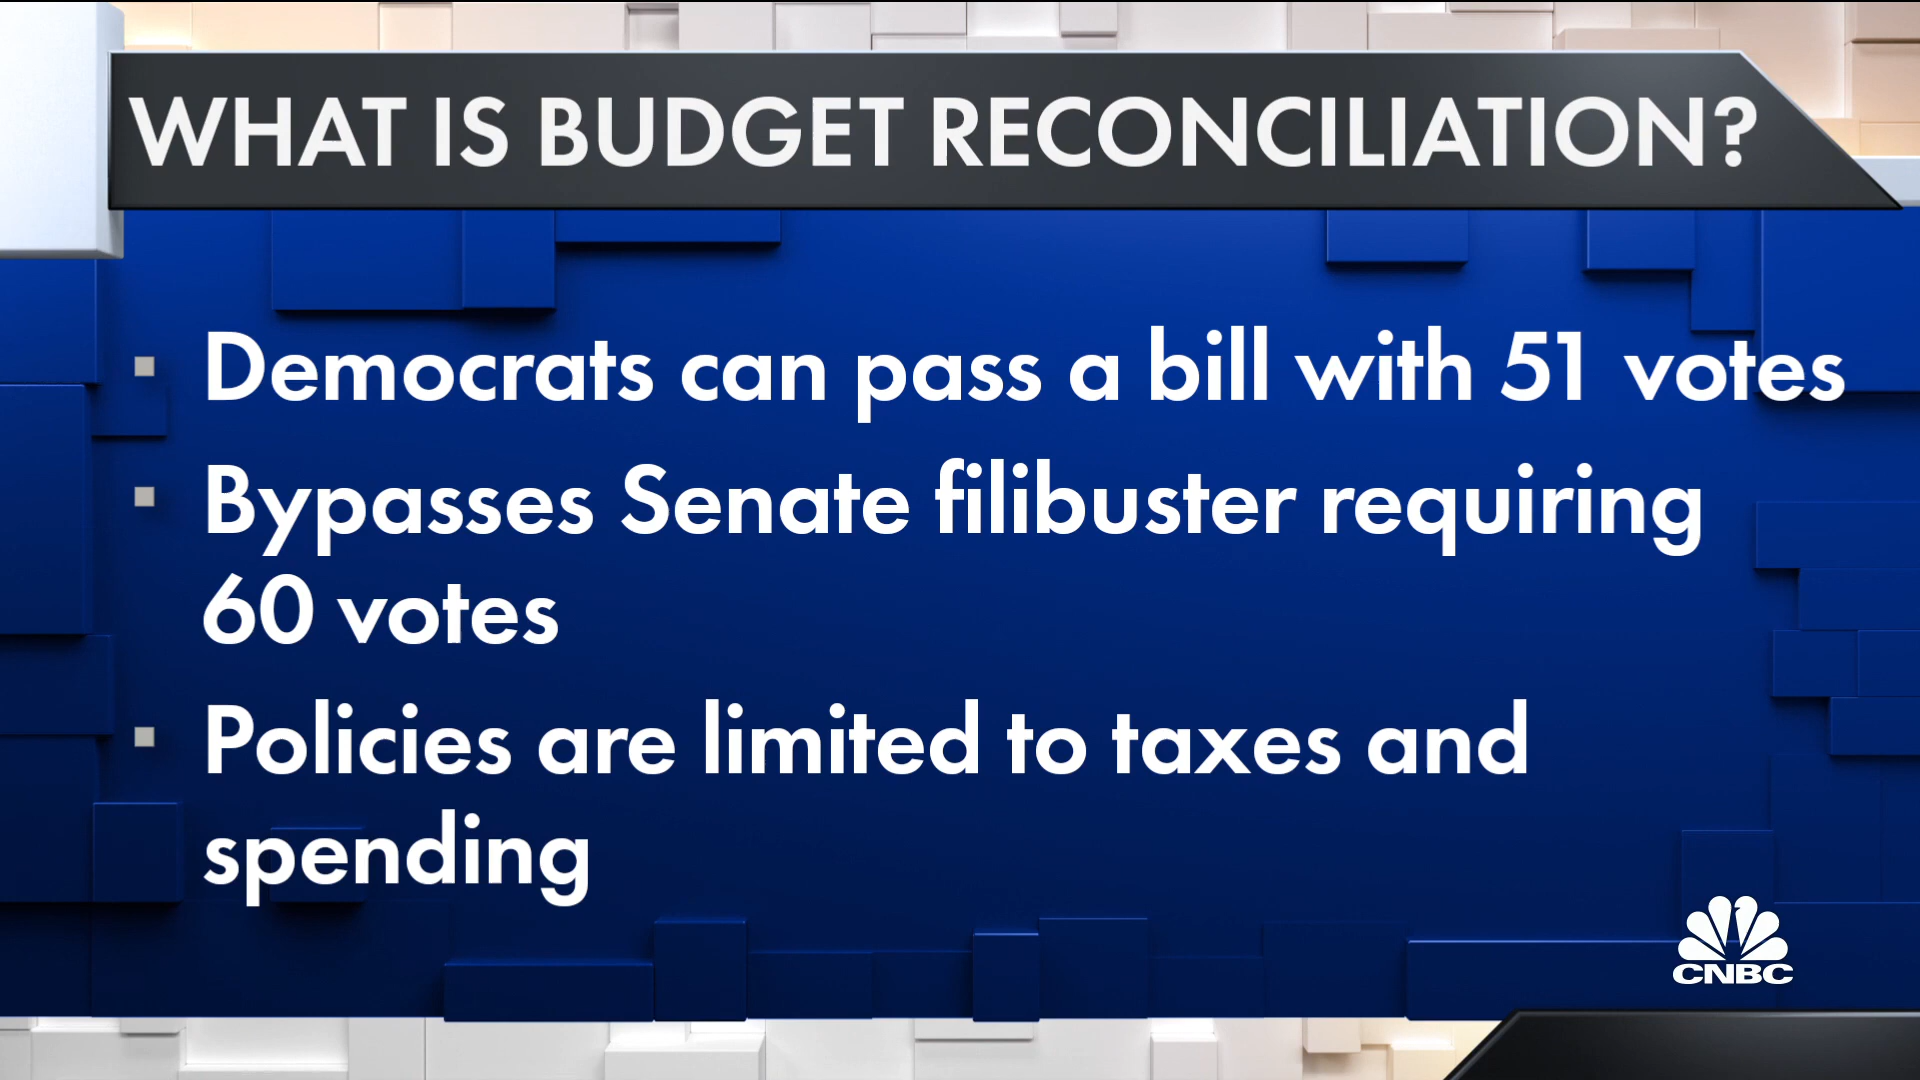 WHAT IS BUDGET RECONCILIATION?
Democrats can pass a bill with 51 votes
Bypasses Senate filibuster requiring
60 votes
Policies are limited to taxes and
spending
CNBC